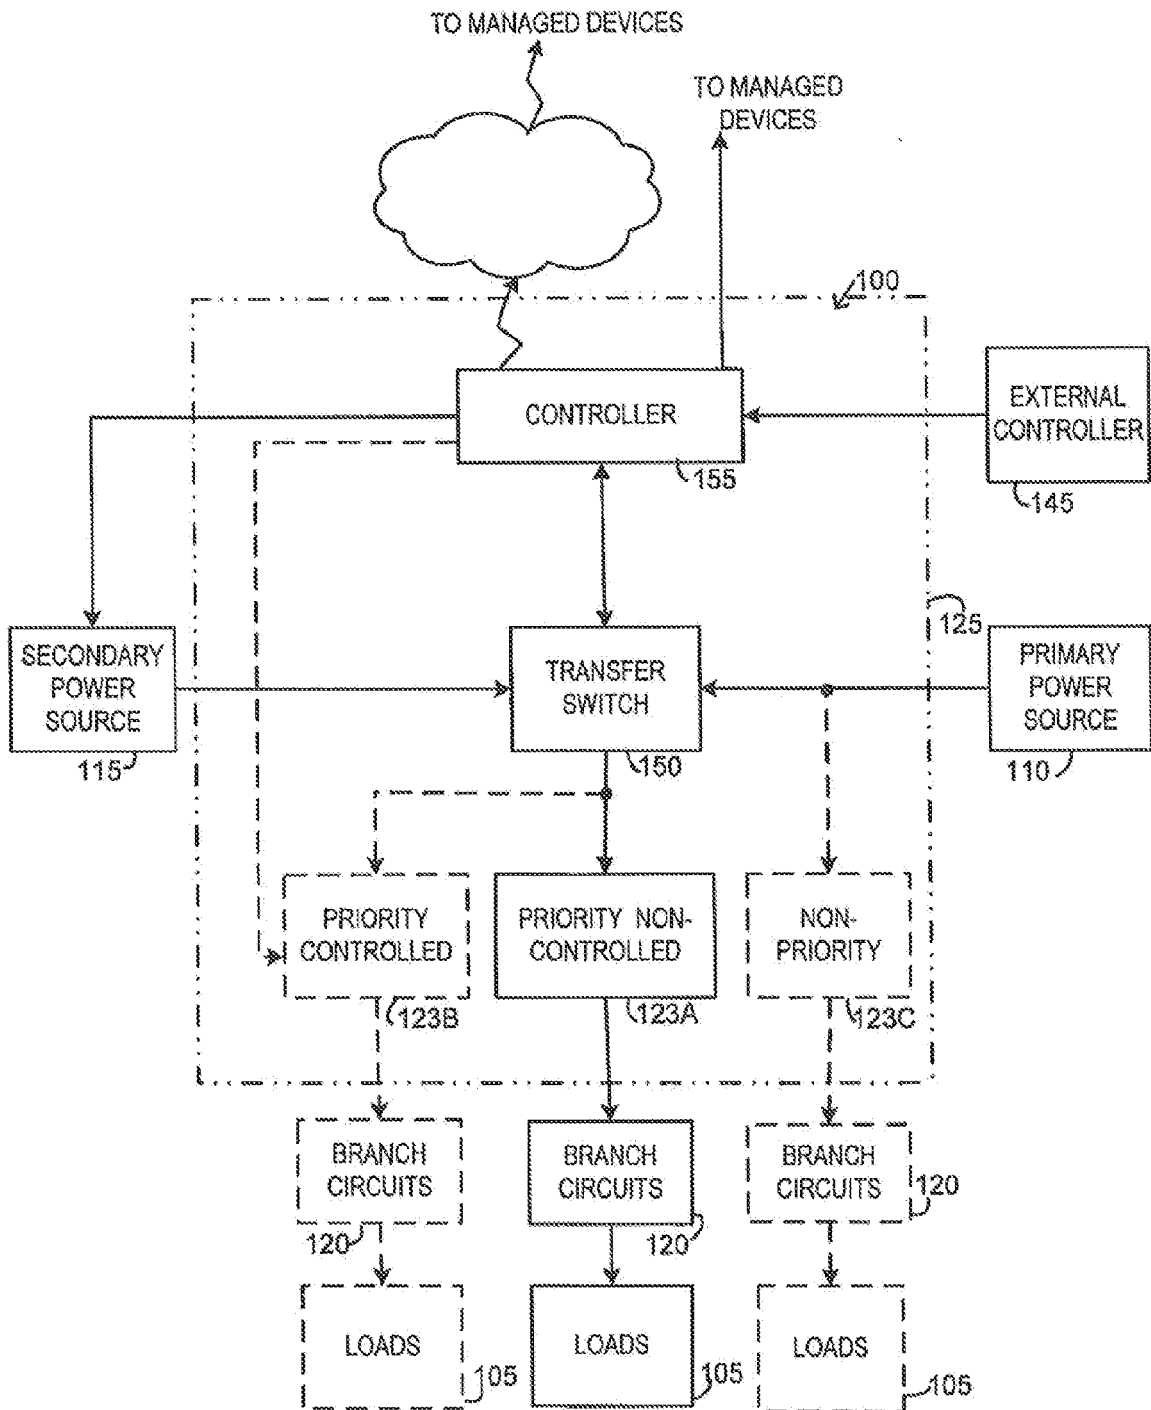 TO MANAGED DEVICES
TO MANAGED
DEVICES
100
CONTROLLER
155
EXTERNAL
CONTROLLER
145
125
SECONDARY
POWER
SOURCE
115
TRANSFER
SWITCH
150
PRIMARY
POWER
SOURCE
110
PRIORITY
CONTROLLED
123B
PRIORITY NON-
CONTROLLED
123A
NON-
PRIORITY
123C
BRANCH
CIRCUITS
120
BRANCH
CIRCUITS
120
BRANCH
CIRCUITS
120
LOADS
105
LOADS
105
LOADS
105